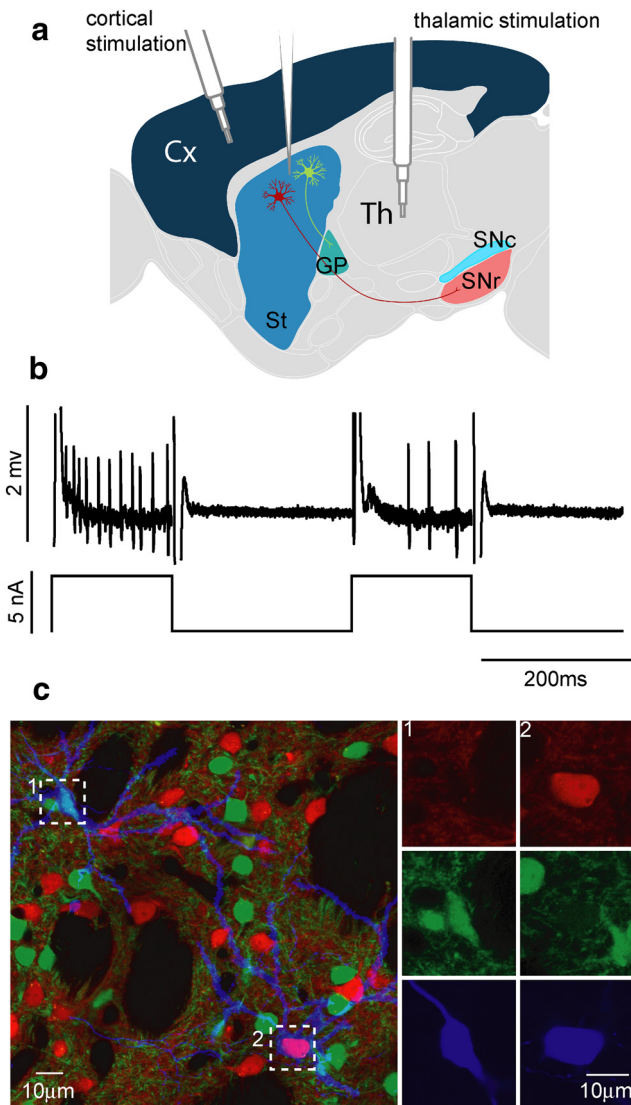 a
cortical
stimulation
thalamic stimulation
Cx
Th
GP
SNc
SNr
St
b
2 mv
5 nA
200ms
c
1
2
10µm
1
2
10µm